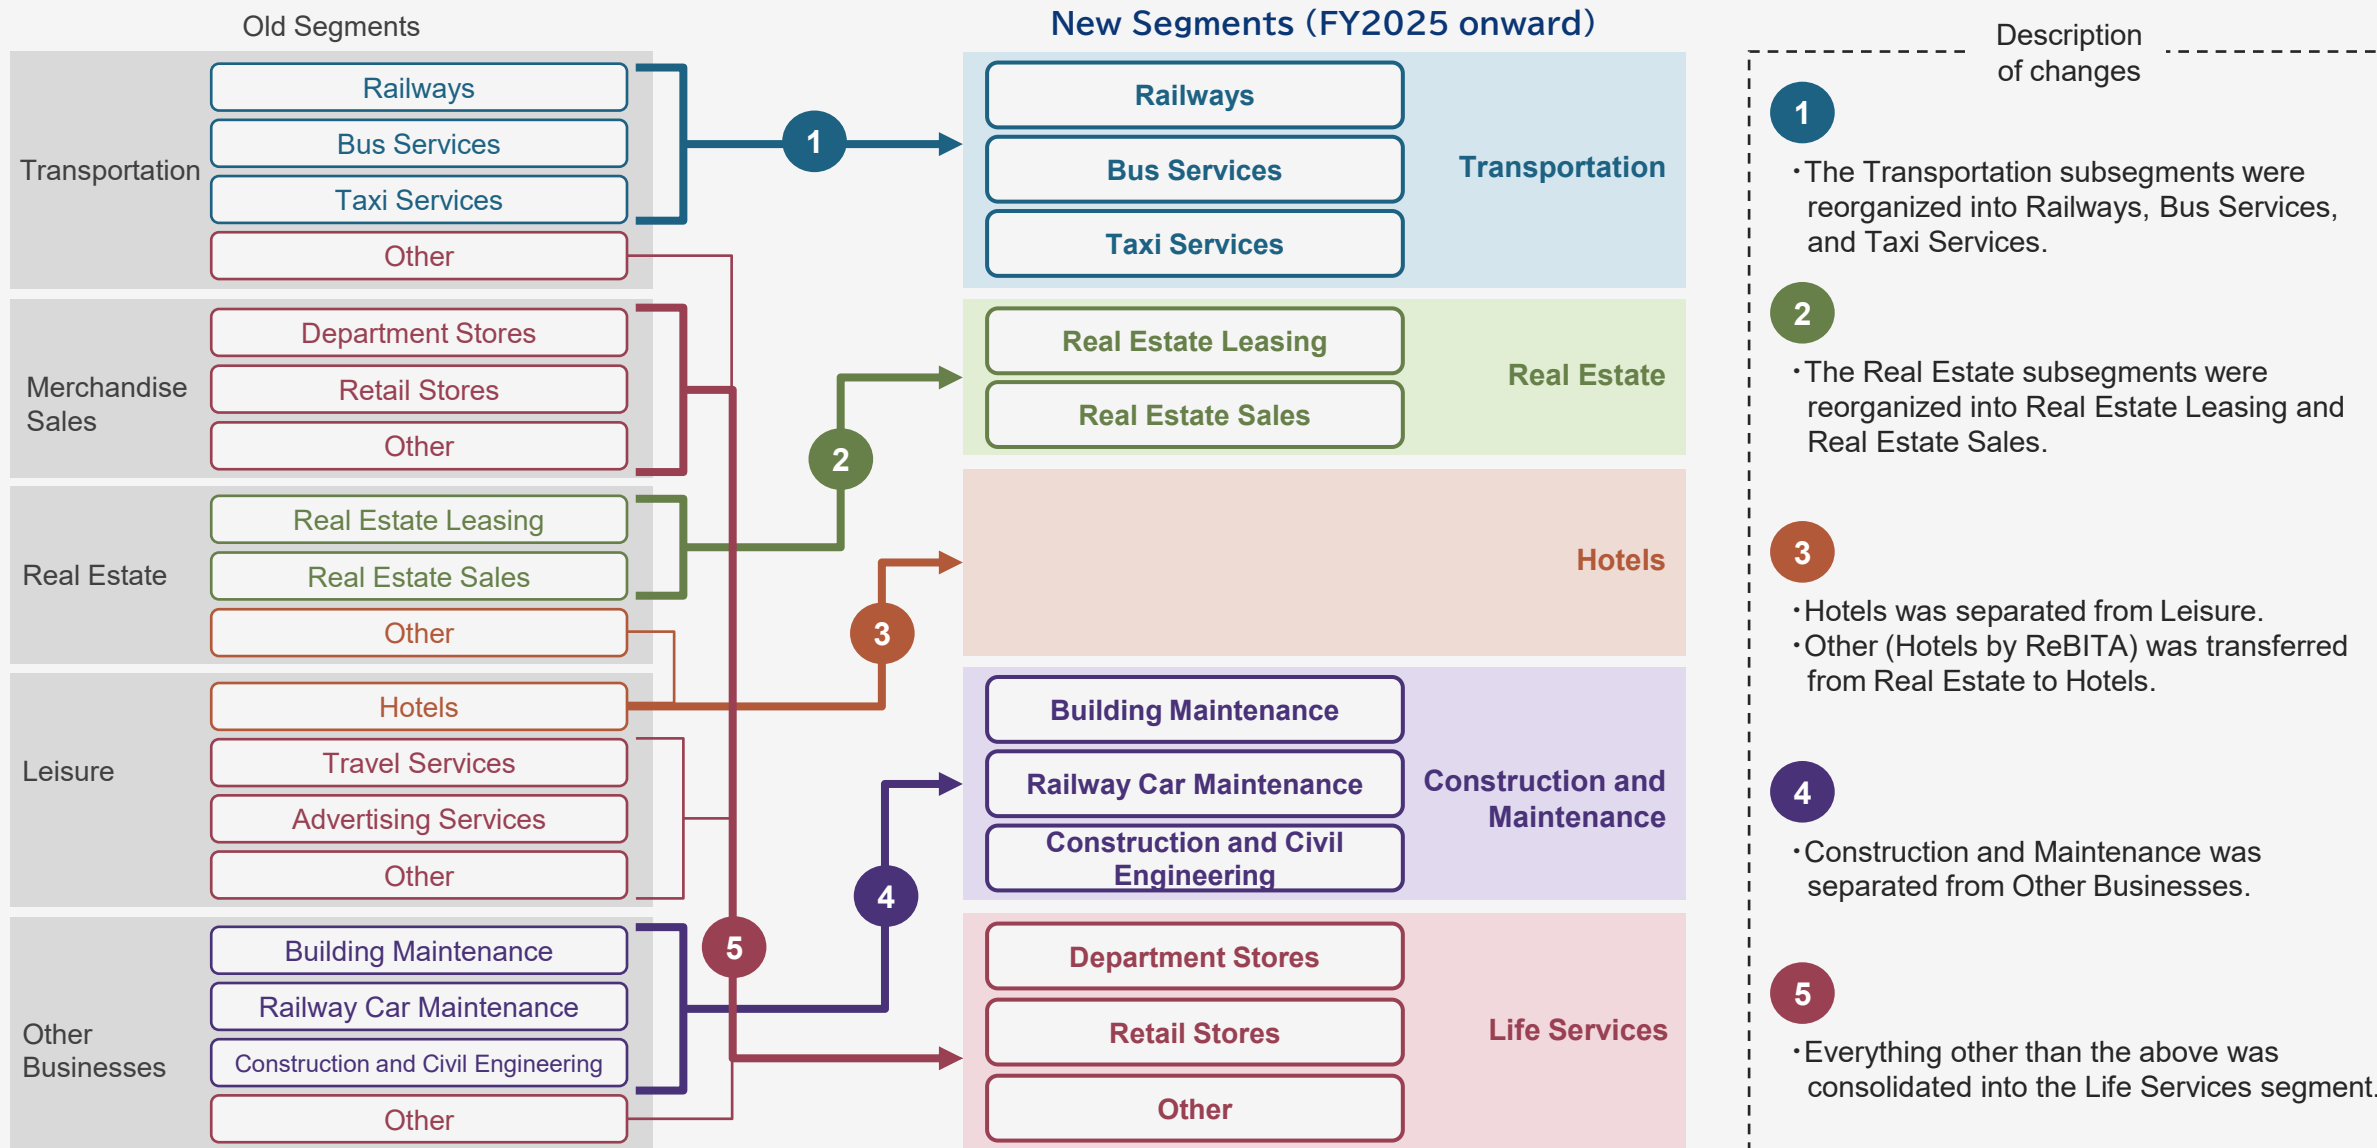 Old Segments
Transportation
Railways
Bus Services
Taxi Services
Other
Merchandise
Sales
Department Stores
Retail Stores
Other
Real Estate
Real Estate Leasing
Real Estate Sales
Other
Leisure
Hotels
Travel Services
Advertising Services
Other
Other
Businesses
Building Maintenance
Railway Car Maintenance
Construction and Civil Engineering
Other
1
2
3
4
5
New Segments (FY2025 onward)
Railways
Bus Services
Taxi Services
Transportation
Real Estate Leasing
Real Estate Sales
Real Estate
Hotels
Building Maintenance
Railway Car Maintenance
Construction and Civil
Engineering
Construction and
Maintenance
Department Stores
Retail Stores
Other
Life Services
Description
of changes
1
・The Transportation subsegments were
reorganized into Railways, Bus Services,
and Taxi Services.
2
・The Real Estate subsegments were
reorganized into Real Estate Leasing and
Real Estate Sales.
3
・Hotels was separated from Leisure.
・Other (Hotels by ReBITA) was transferred
from Real Estate to Hotels.
4
・Construction and Maintenance was
separated from Other Businesses.
5
・Everything other than the above was
consolidated into the Life Services segment.